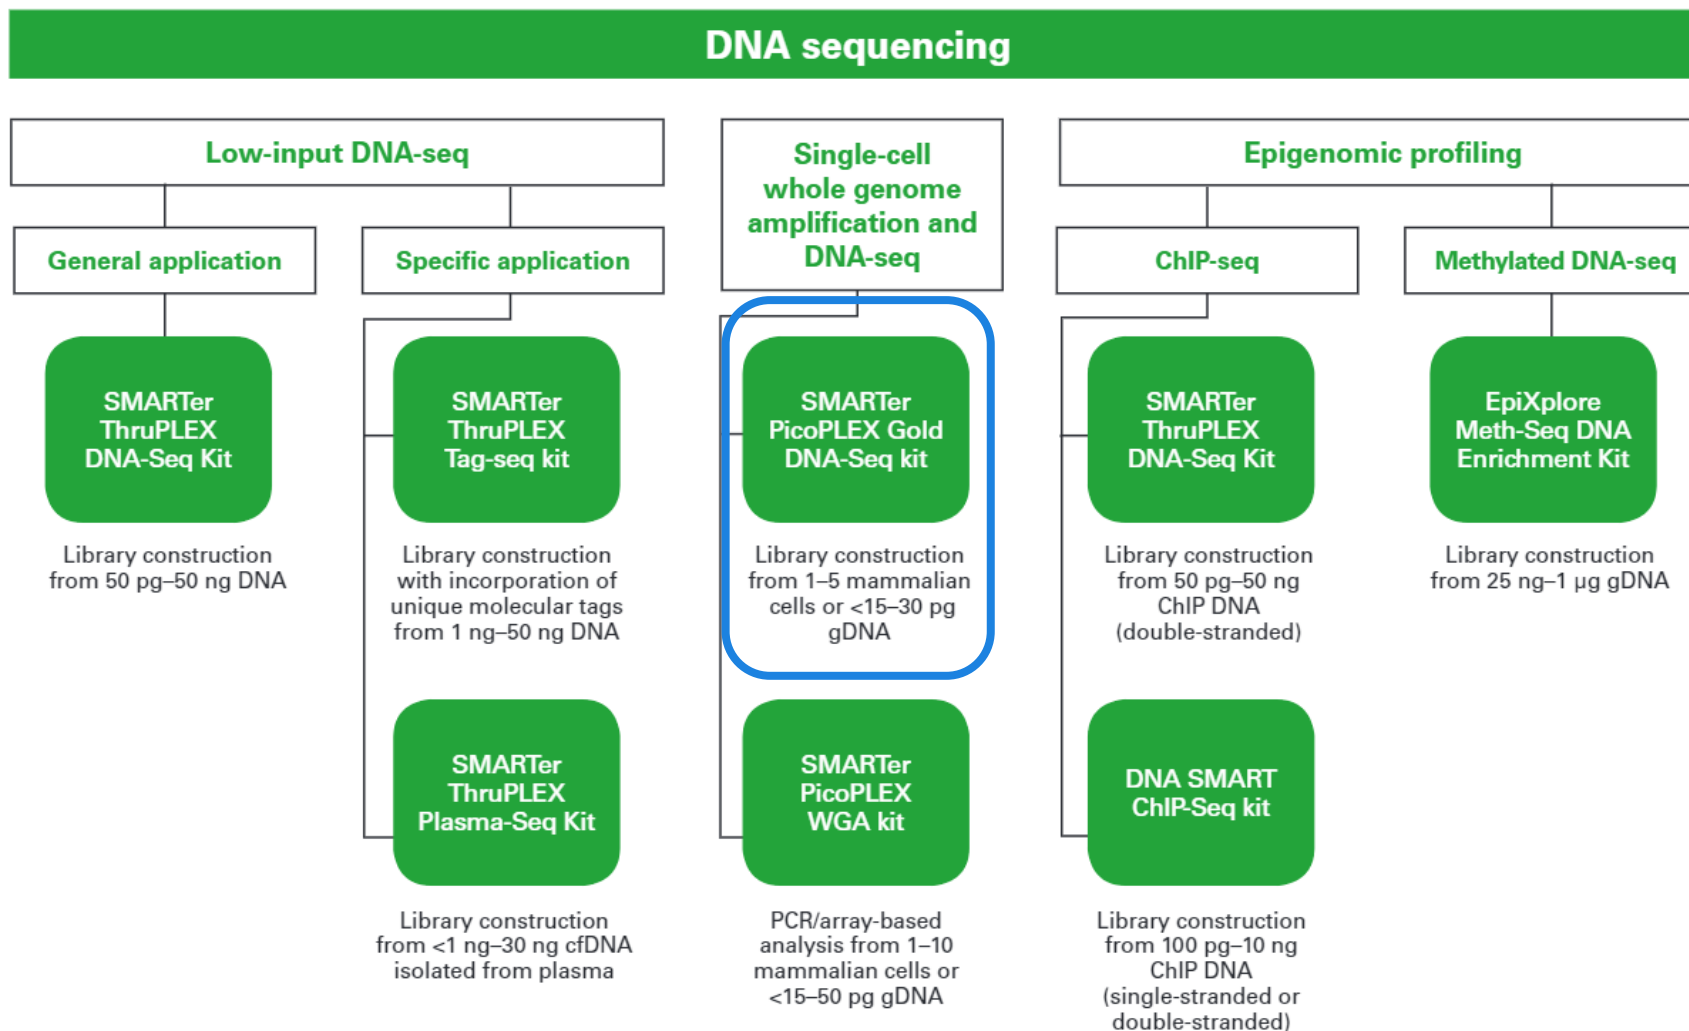 DNA sequencing
Low-input DNA-seq
General application
SMARTer
ThruPLEX
DNA-Seq Kit
Library construction
from 50 pg–50 ng DNA
Specific application
SMARTer
ThruPLEX
Tag-seq kit
Library construction
with incorporation of
unique molecular tags
from 1 ng–50 ng DNA
SMARTer
ThruPLEX
Plasma-Seq Kit
Library construction
from <1 ng–30 ng cfDNA
isolated from plasma
Single-cell
whole genome
amplification and
DNA-seq
SMARTer
PicoPLEX Gold
DNA-Seq kit
Library construction
from 1–5 mammalian
cells or <15–30 pg
gDNA
SMARTer
PicoPLEX
WGA kit
PCR/array-based
analysis from 1–10
mammalian cells or
<15–50 pg gDNA
Epigenomic profiling
ChIP-seq
SMARTer
ThruPLEX
DNA-Seq Kit
Library construction
from 50 pg–50 ng
ChIP DNA
(double-stranded)
DNA SMART
ChIP-Seq kit
Library construction
from 100 pg–10 ng
ChIP DNA
(single-stranded or
double-stranded)
Methylated DNA-seq
EpiXplore
Meth-Seq DNA
Enrichment Kit
Library construction
from 25 ng–1 µg gDNA